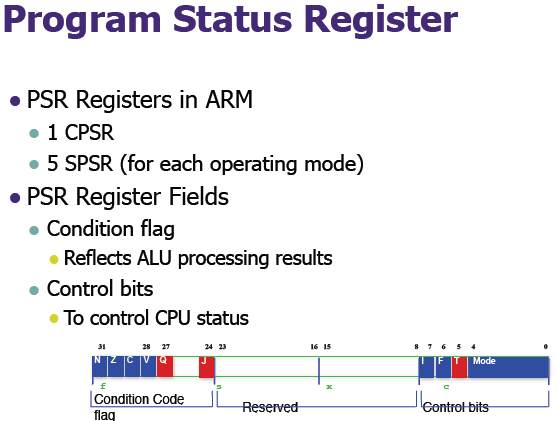 Program Status Register
PSR Registers in ARM
1 CPSR
5 SPSR (for each operating mode)
PSR Register Fields
Condition flag
Reflects ALU processing results
Control bits
To control CPU status
31 28 27 24 23 16 15 8 7 6 5 4 0
N Z C V Q J I F T Mode
f s x c
Condition Code flag Reserved Control bits